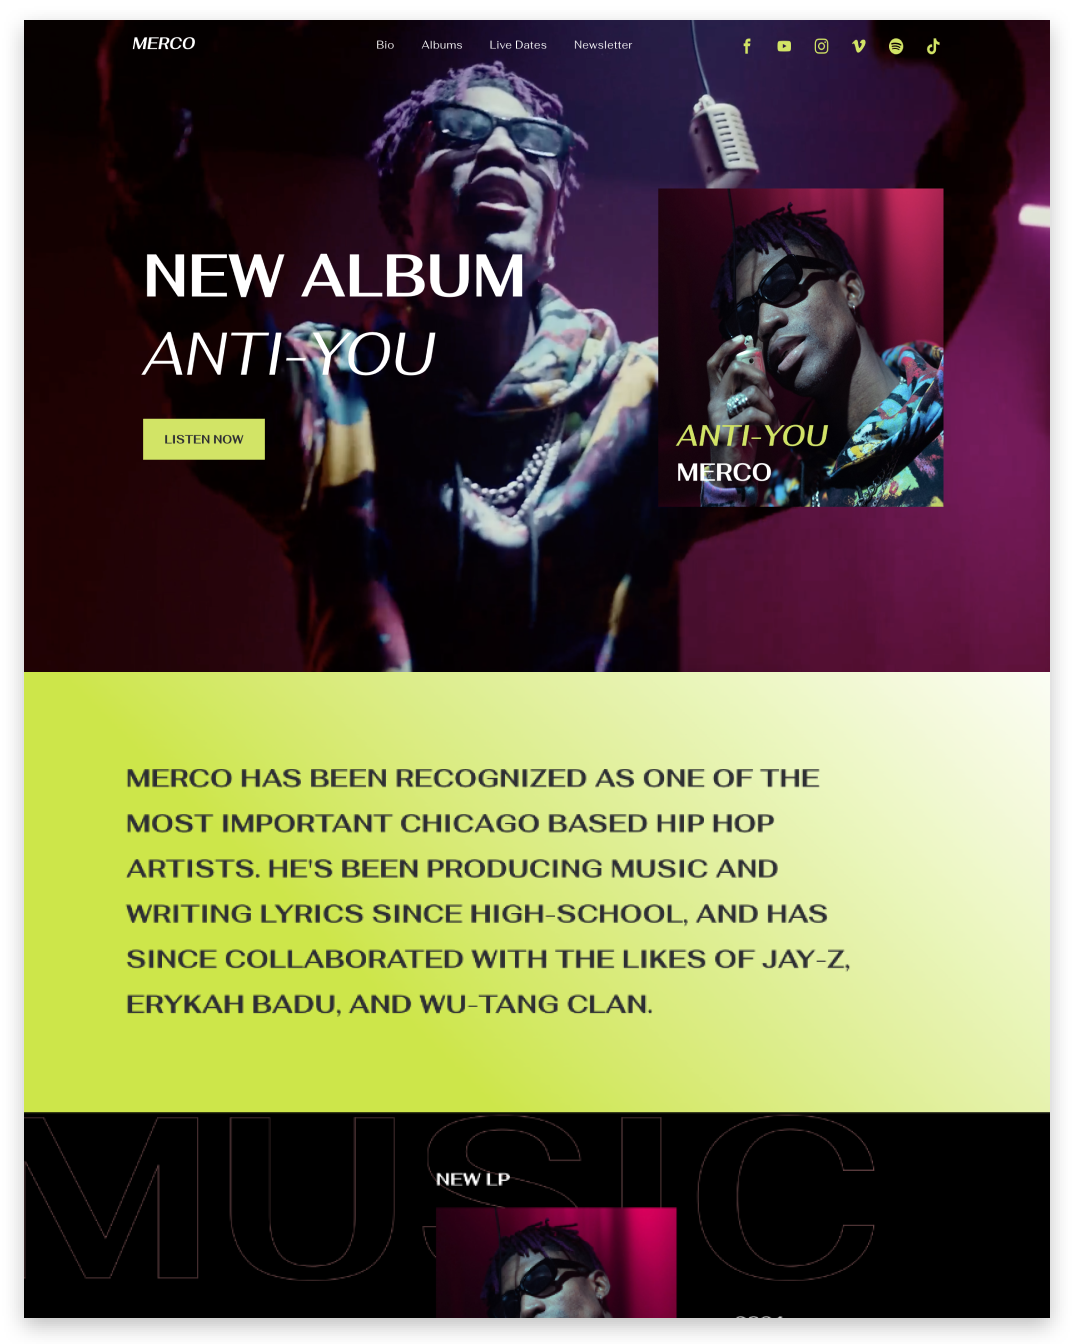 MERCO
Bio
Albums
Live Dates
Newsletter
NEW ALBUM
ANTI-YOU
LISTEN NOW
ANTI-YOU
MERCO
MERCO HAS BEEN RECOGNIZED AS ONE OF THE
MOST IMPORTANT CHICAGO BASED HIP HOP
ARTISTS. HE'S BEEN PRODUCING MUSIC AND
WRITING LYRICS SINCE HIGH-SCHOOL, AND HAS
SINCE COLLABORATED WITH THE LIKES OF JAY-Z,
ERYKAH BADU, AND WU-TANG CLAN.
MUSIC
NEW LP